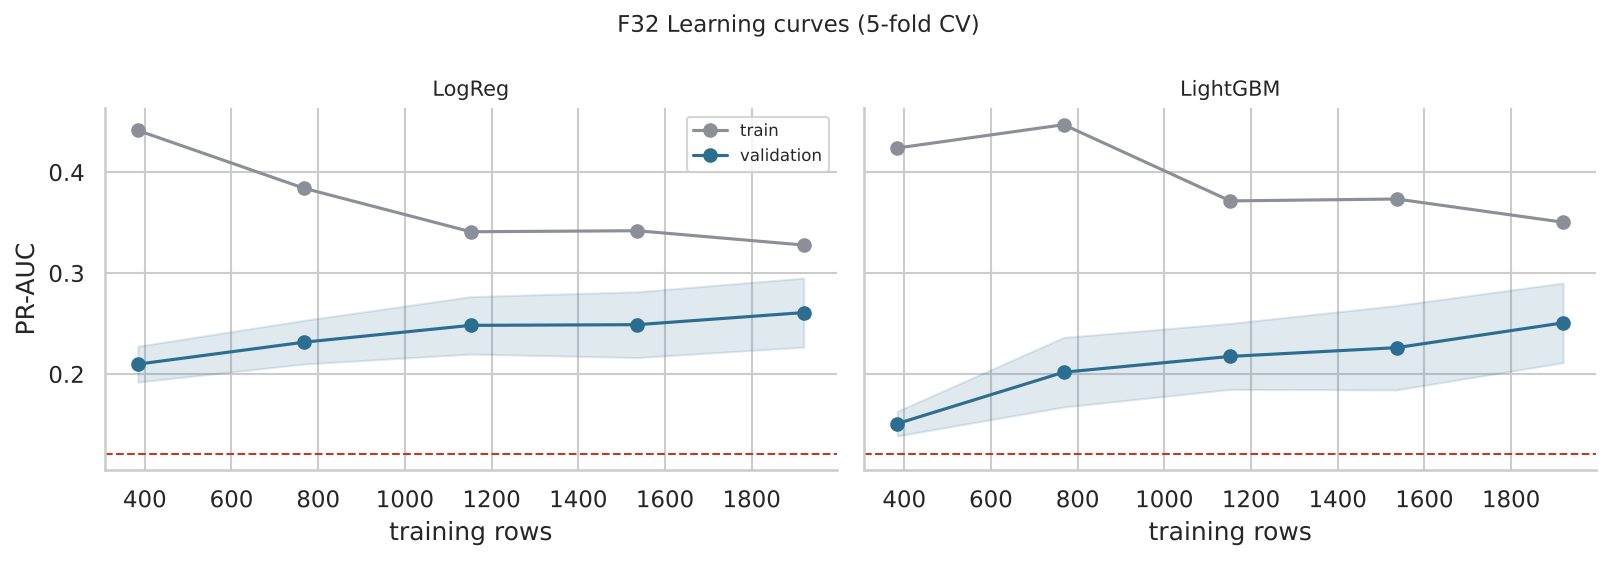 F32 Learning curves (5-fold CV)
LogReg
LightGBM
train
validation
PR-AUC
0.4
0.3
0.2
400 600 800 1000 1200 1400 1600 1800
400 600 800 1000 1200 1400 1600 1800
training rows
training rows